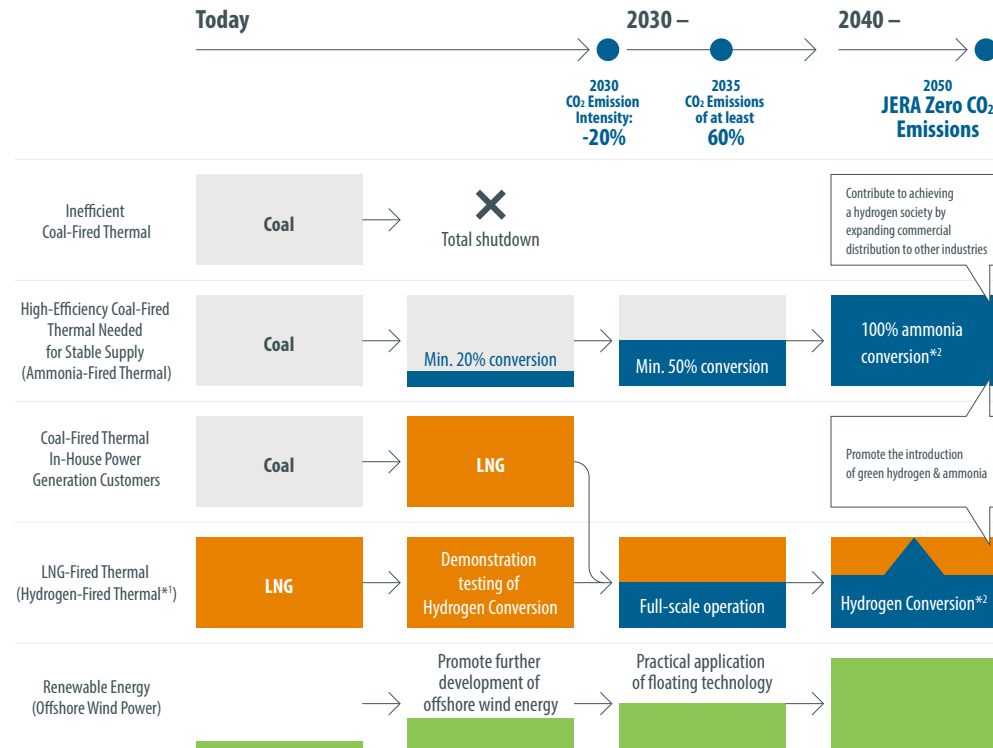 Today
2030 –
2040 –
2030
CO₂ Emission
Intensity:
-20%
2035
CO₂ Emissions
of at least
60%
2050
JERA Zero CO₂
Emissions
Inefficient
Coal-Fired Thermal
Coal
Total shutdown
Contribute to achieving
a hydrogen society by
expanding commercial
distribution to other industries
High-Efficiency Coal-Fired
Thermal Needed
for Stable Supply
(Ammonia-Fired Thermal)
Coal
Min. 20% conversion
Min. 50% conversion
100% ammonia
conversion*²
Coal-Fired Thermal
In-House Power
Generation Customers
Coal
LNG
Promote the introduction
of green hydrogen & ammonia
LNG-Fired Thermal
(Hydrogen-Fired Thermal*¹)
LNG
Demonstration
testing of
Hydrogen Conversion
Full-scale operation
Hydrogen Conversion*²
Renewable Energy
(Offshore Wind Power)
Promote further
development of
offshore wind energy
Practical application
of floating technology